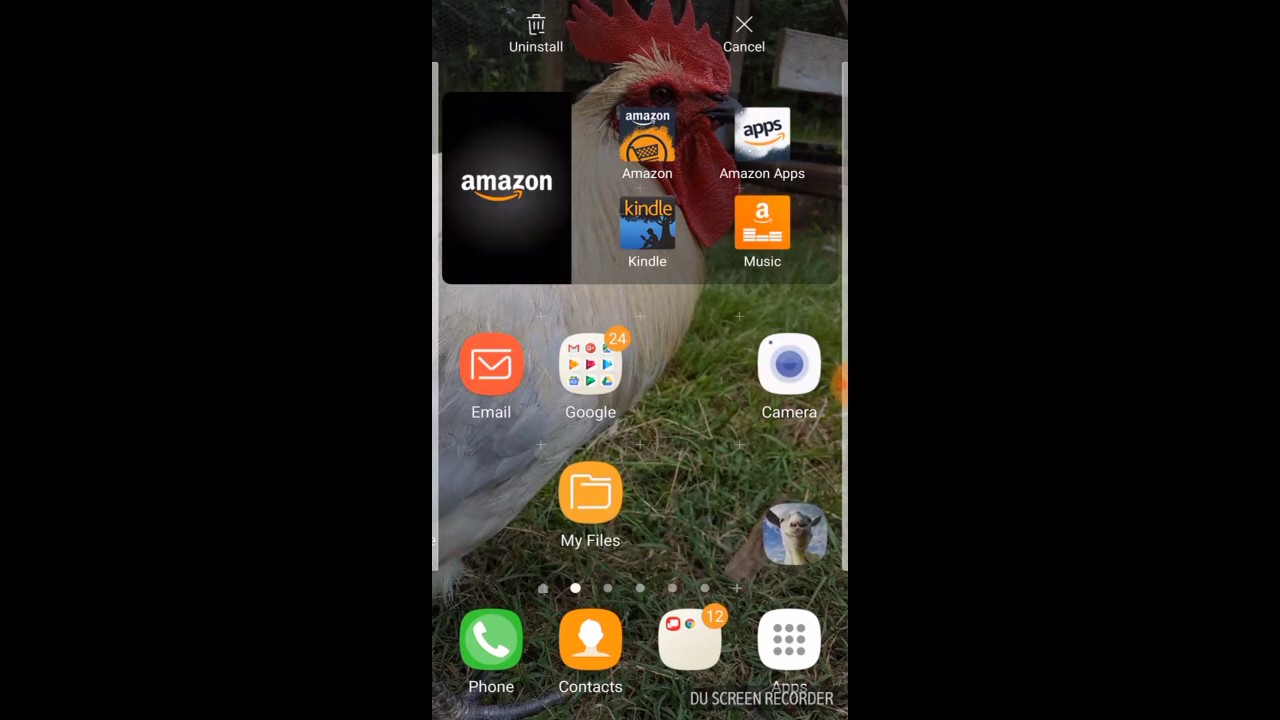 Uninstall
Cancel
amazon
amazon
apps
Amazon
Amazon Apps
kindle
a
Kindle
Music
24
Email
Google
Camera
My Files
e
12
Phone
Contacts
Apps
DU SCREEN RECORDER